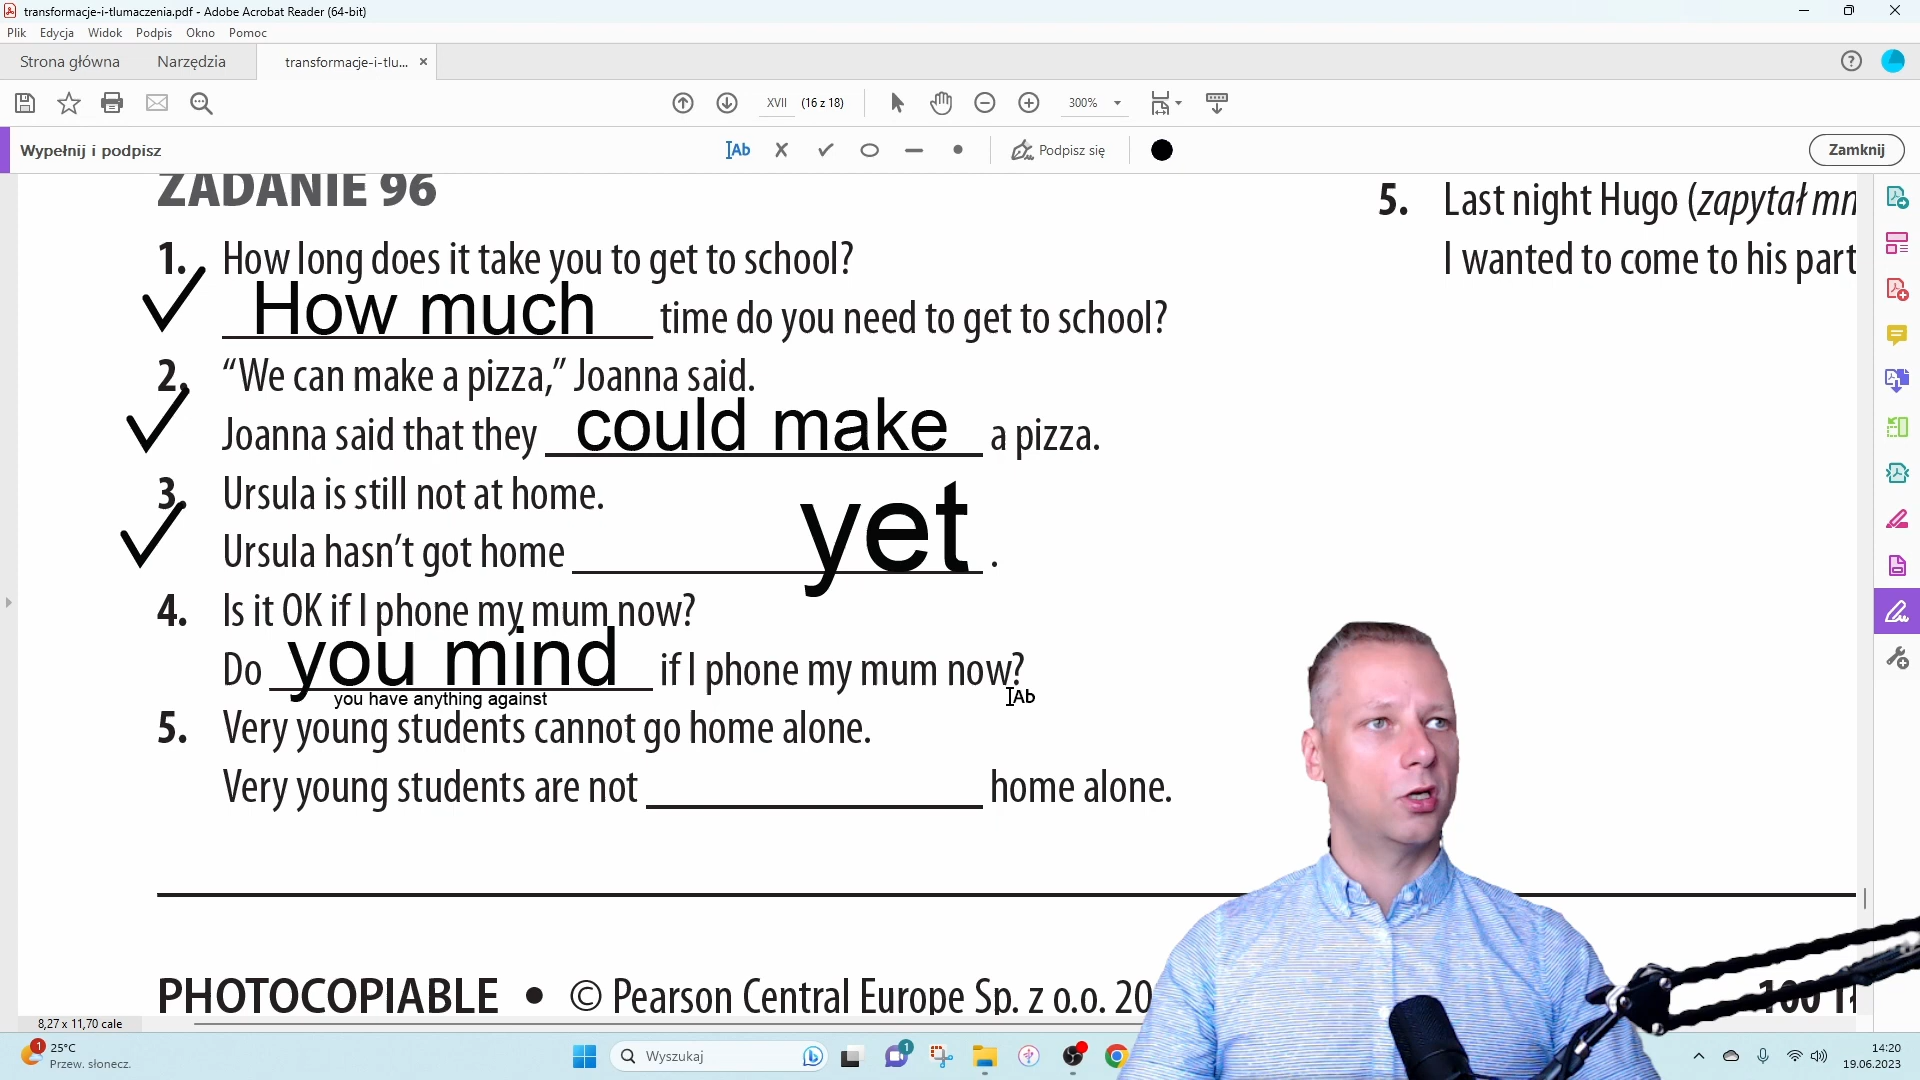 transformacje-i-tlumaczenia.pdf - Adobe Acrobat Reader (64-bit)
Plik Edycja Widok Podpis Okno Pomoc
Strona główna Narzędzia transformacje-i-tlu... ×
XVII (16 z 18) 300%
Wypełnij i podpisz Ab Podpisz się Zamknij
ZADANIE 96
1. How long does it take you to get to school?
How much time do you need to get to school?
2. “We can make a pizza,” Joanna said.
Joanna said that they could make a pizza.
3. Ursula is still not at home.
Ursula hasn’t got home yet .
4. Is it OK if I phone my mum now?
Do you mind if I phone my mum now?
you have anything against
Ab
5. Very young students cannot go home alone.
Very young students are not ____ home alone.
5. Last night Hugo (zapytał mn
I wanted to come to his part
PHOTOCOPIABLE • © Pearson Central Europe Sp. z o.o. 20
8,27 x 11,70 cale
1 25°C
Przew. słonecz.
Wyszukaj
1
14:20
19.06.2023